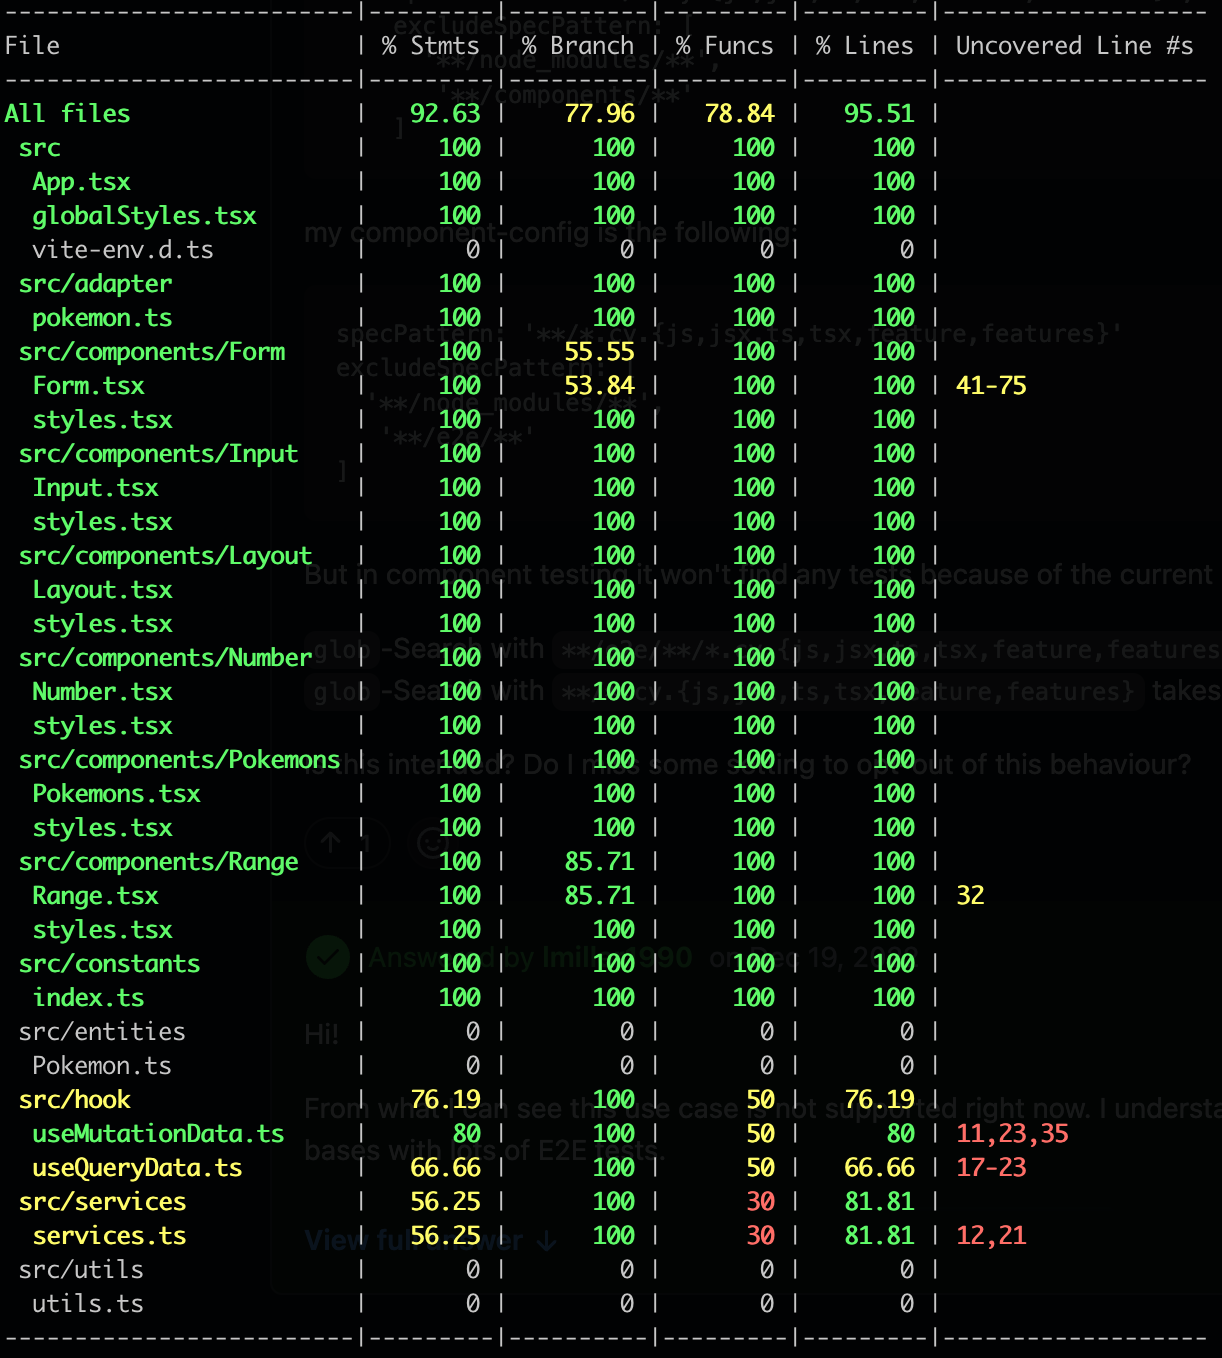 -------------------------|---------|----------|---------|---------|-------------------
File                     | % Stmts | % Branch | % Funcs | % Lines | Uncovered Line #s
-------------------------|---------|----------|---------|---------|-------------------
All files                |   92.63 |    77.96 |   78.84 |   95.51 |
 src                     |     100 |      100 |     100 |     100 |
  App.tsx                |     100 |      100 |     100 |     100 |
  globalStyles.tsx       |     100 |      100 |     100 |     100 |
  vite-env.d.ts          |       0 |        0 |       0 |       0 |
 src/adapter             |     100 |      100 |     100 |     100 |
  pokemon.ts             |     100 |      100 |     100 |     100 |
 src/components/Form     |     100 |    55.55 |     100 |     100 |
  Form.tsx               |     100 |    53.84 |     100 |     100 | 41-75
  styles.tsx             |     100 |      100 |     100 |     100 |
 src/components/Input    |     100 |      100 |     100 |     100 |
  Input.tsx              |     100 |      100 |     100 |     100 |
  styles.tsx             |     100 |      100 |     100 |     100 |
 src/components/Layout   |     100 |      100 |     100 |     100 |
  Layout.tsx             |     100 |      100 |     100 |     100 |
  styles.tsx             |     100 |      100 |     100 |     100 |
 src/components/Number   |     100 |      100 |     100 |     100 |
  Number.tsx             |     100 |      100 |     100 |     100 |
  styles.tsx             |     100 |      100 |     100 |     100 |
 src/components/Pokemons |     100 |      100 |     100 |     100 |
  Pokemons.tsx           |     100 |      100 |     100 |     100 |
  styles.tsx             |     100 |      100 |     100 |     100 |
 src/components/Range    |     100 |    85.71 |     100 |     100 |
  Range.tsx              |     100 |    85.71 |     100 |     100 | 32
  styles.tsx             |     100 |      100 |     100 |     100 |
 src/constants           |     100 |      100 |     100 |     100 |
  index.ts               |     100 |      100 |     100 |     100 |
 src/entities            |       0 |        0 |       0 |       0 |
  Pokemon.ts             |       0 |        0 |       0 |       0 |
 src/hook                |   76.19 |      100 |      50 |   76.19 |
  useMutationData.ts     |      80 |      100 |      50 |      80 | 11,23,35
  useQueryData.ts        |   66.66 |      100 |      50 |   66.66 | 17-23
 src/services            |   56.25 |      100 |      30 |   81.81 |
  services.ts            |   56.25 |      100 |      30 |   81.81 | 12,21
 src/utils               |       0 |        0 |       0 |       0 |
  utils.ts               |       0 |        0 |       0 |       0 |
-------------------------|---------|----------|---------|---------|-------------------